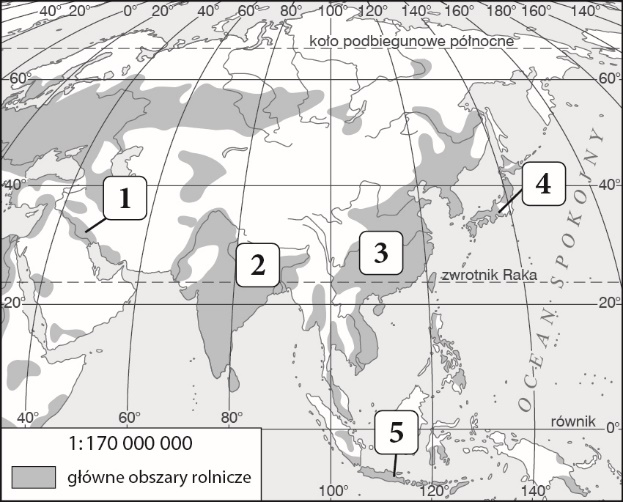 40° 20° 0° 20° 40° 60° 80° 100° 120° 140° 160° 180° 160° 140°
koło podbiegunowe północne
60° 60°
1
4
40° 40°
2
3
zwrotnik Raka
20° 20°
OCEAN SPOKOJNY
40° 60° 80°
równik
0°
5
1:170 000 000
główne obszary rolnicze
100° 120° 140°